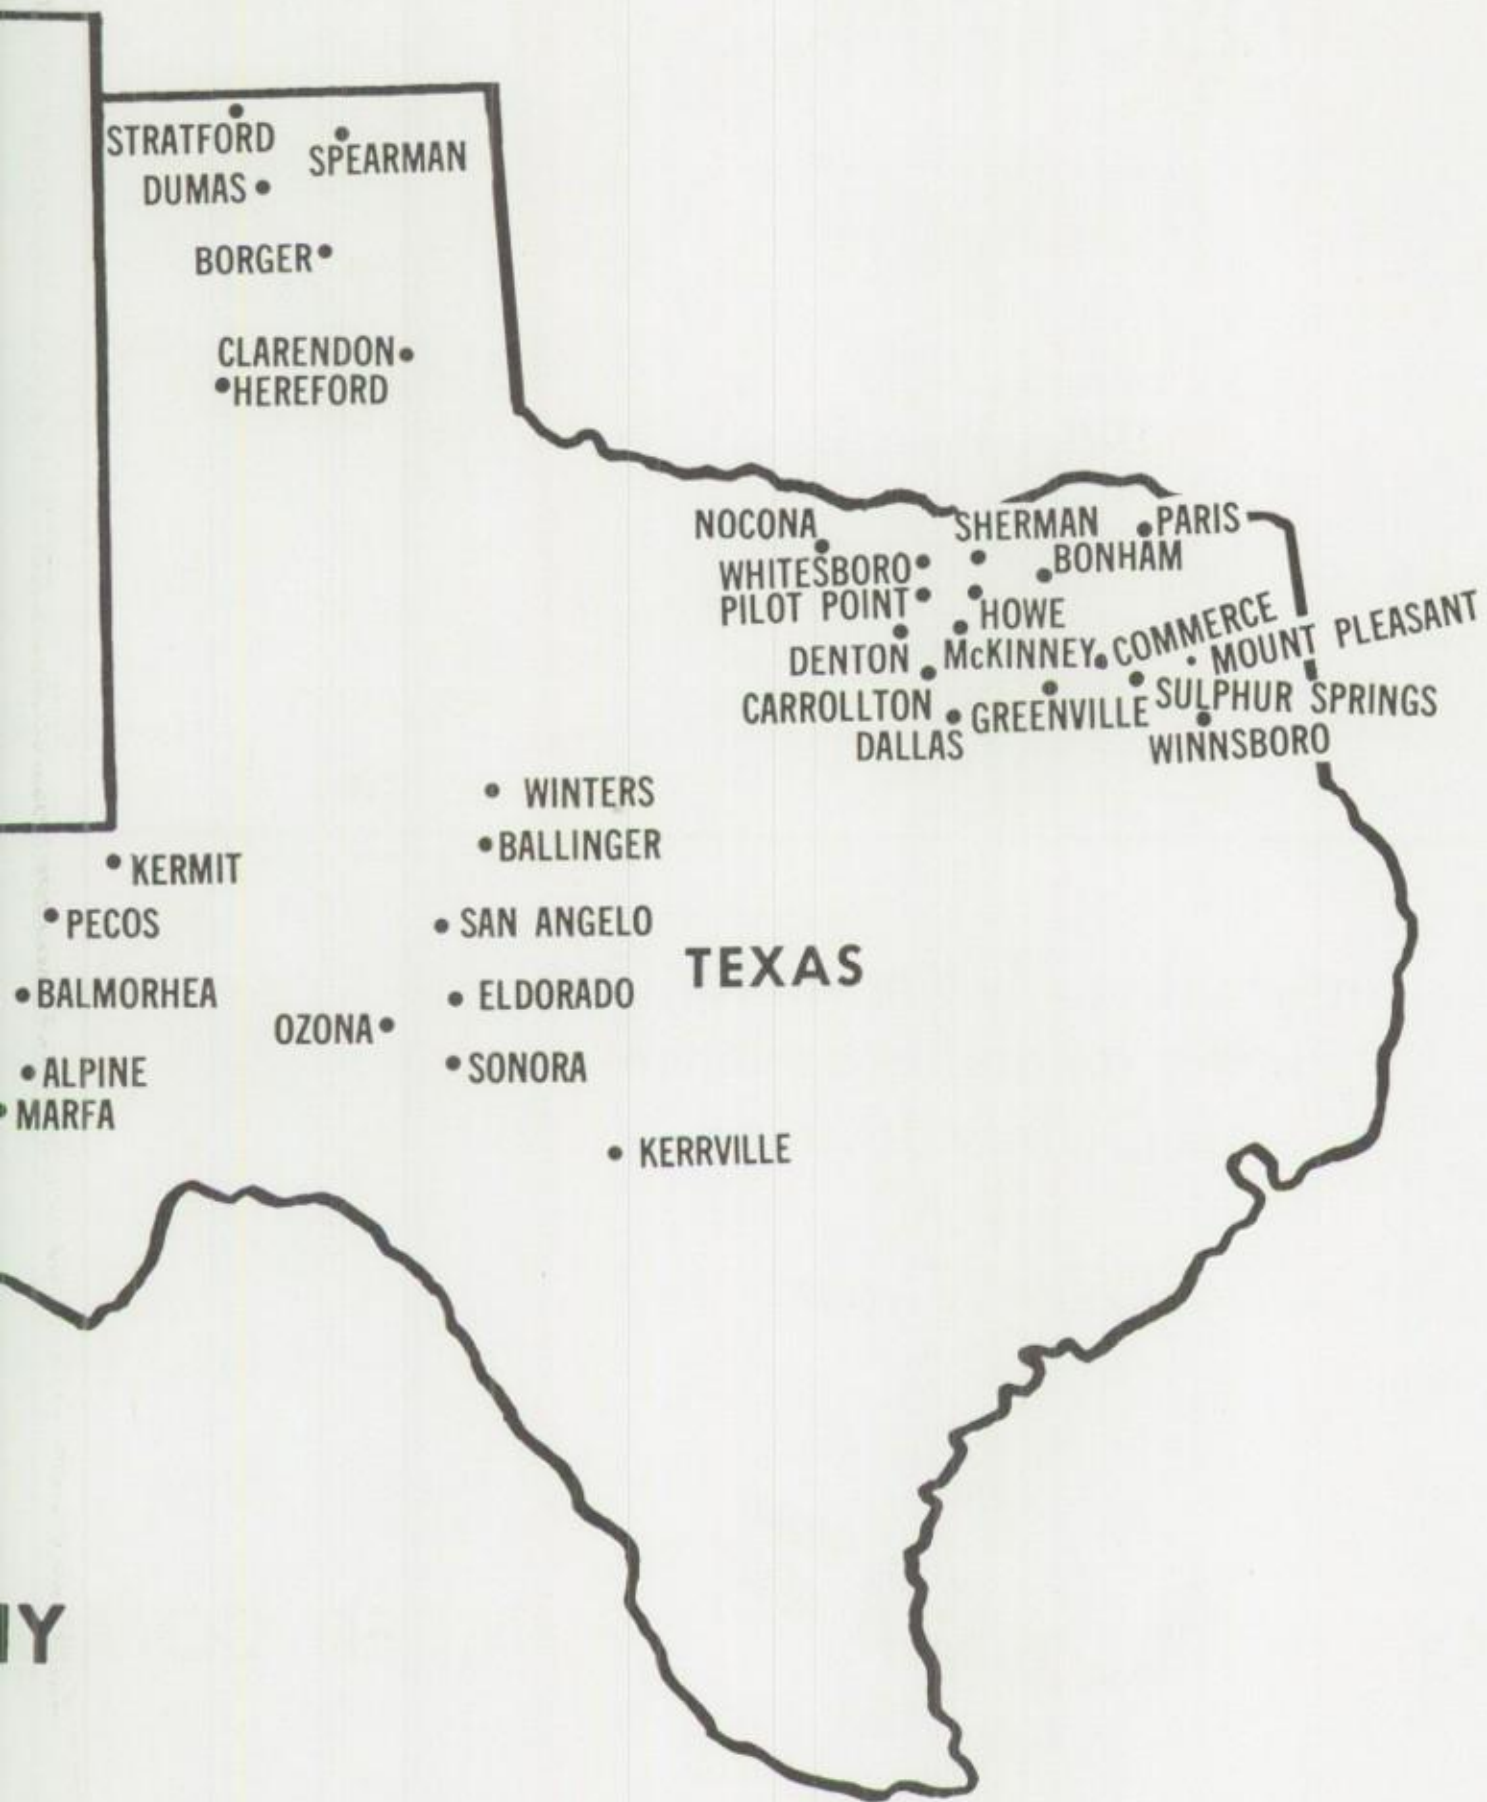 STRATFORD
SPEARMAN
DUMAS
BORGER
CLARENDON
HEREFORD
NOCONA
SHERMAN
PARIS
WHITESBORO
BONHAM
PILOT POINT
HOWE
DENTON
McKINNEY
COMMERCE
MOUNT PLEASANT
CARROLLTON
GREENVILLE
SULPHUR SPRINGS
DALLAS
WINNSBORO
WINTERS
BALLINGER
KERMIT
PECOS
SAN ANGELO
TEXAS
BALMORHEA
ELDORADO
OZONA
ALPINE
SONORA
MARFA
KERRVILLE